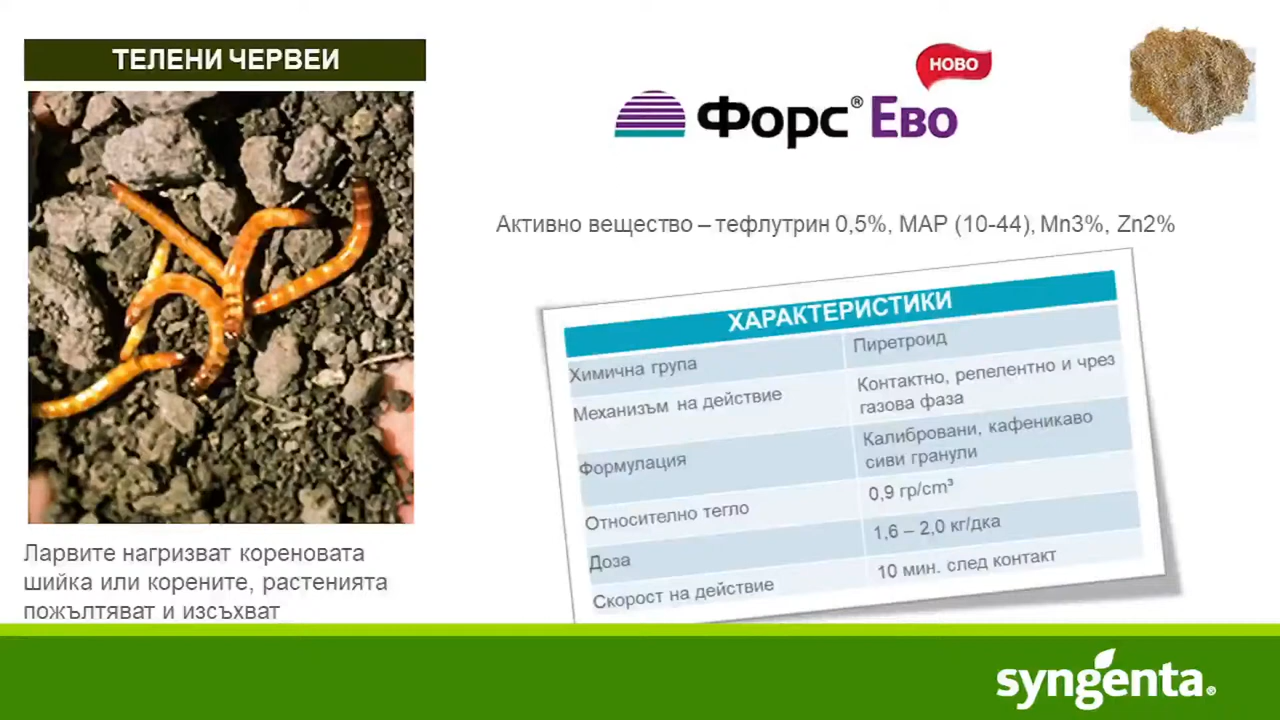 ТЕЛЕНИ ЧЕРВЕИ
НОВО
Форс® Ево
Активно вещество – тефлутрин 0,5%, MAP (10-44), Mn3%, Zn2%
ХАРАКТЕРИСТИКИ
Химична група Пиретроид
Механизъм на действие Контактно, репелентно и чрез
газова фаза
Формулация Калибровани, кафеникаво
сиви гранули
Относително тегло 0,9 гр/cm³
Доза 1,6 – 2,0 кг/дка
Скорост на действие 10 мин. след контакт
Ларвите нагризват кореновата
шийка или корените, растенията
пожълтяват и изсъхват
syngenta®